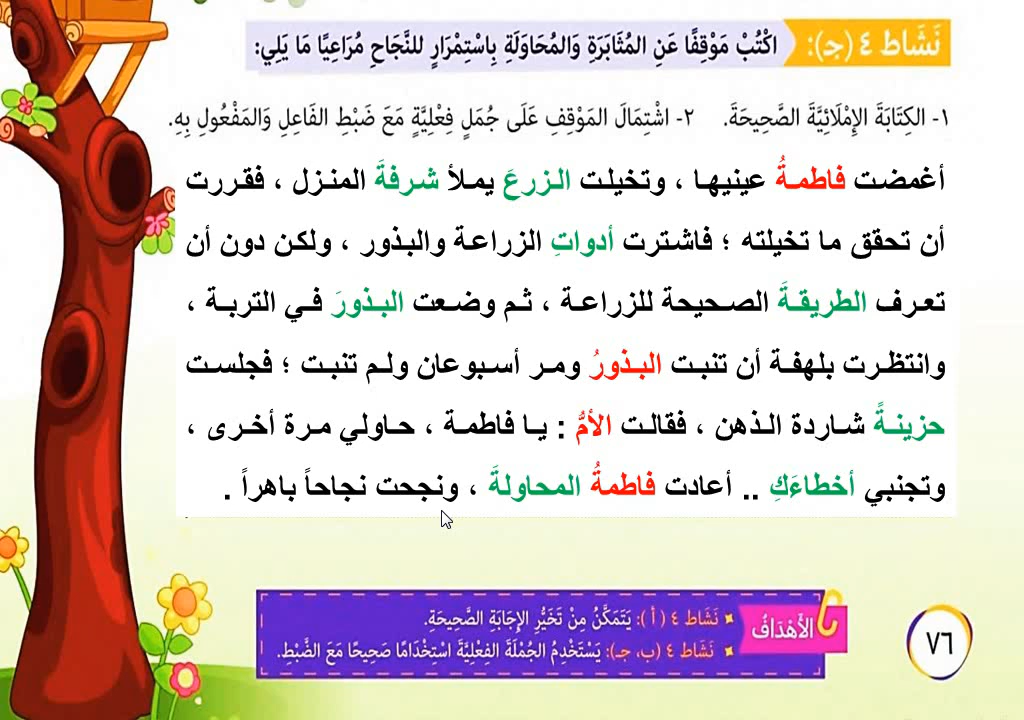 نَشَاط ٤ (جـ): اكْتُبْ مَوْقِفًا عَنِ المُثَابَرَةِ وَالمُحَاوَلَةِ بِاسْتِمْرَارٍ للنَّجَاحِ مُرَاعِيًا مَا يَلِي:
١- الكِتَابَةَ الإِمْلَائِيَّةَ الصَّحِيحَةَ. ٢- اشْتِمَالَ المَوْقِفِ عَلَى جُمَلٍ فِعْلِيَّةٍ مَعَ ضَبْطِ الفَاعِلِ وَالمَفْعُولِ بِهِ.
أغمضت فاطمةُ عينيها ، وتخيلت الزرعَ يملأ شرفةَ المنزل ، فقررت
أن تحقق ما تخيلته ؛ فاشترت أدواتِ الزراعة والبذور ، ولكن دون أن
تعرف الطريقةَ الصحيحة للزراعة ، ثم وضعت البذورَ في التربة ،
وانتظرت بلهفة أن تنبت البذورُ ومر أسبوعان ولم تنبت ؛ فجلست
حزينةً شاردة الذهن ، فقالت الأمُّ : يا فاطمة ، حاولي مرة أخرى ،
وتجنبي أخطاءَكِ .. أعادت فاطمةُ المحاولةَ ، ونجحت نجاحاً باهراً .
الأَهْدَافُ
نَشَاط ٤ ( أ ): يَتَمَكَّنُ مِنْ تَخَيُّرِ الإِجَابَةِ الصَّحِيحَةِ.
نَشَاط ٤ (ب، جـ): يَسْتَخْدِمُ الجُمْلَةَ الفِعْلِيَّةَ اسْتِخْدَامًا صَحِيحًا مَعَ الضَّبْطِ.
٧٦